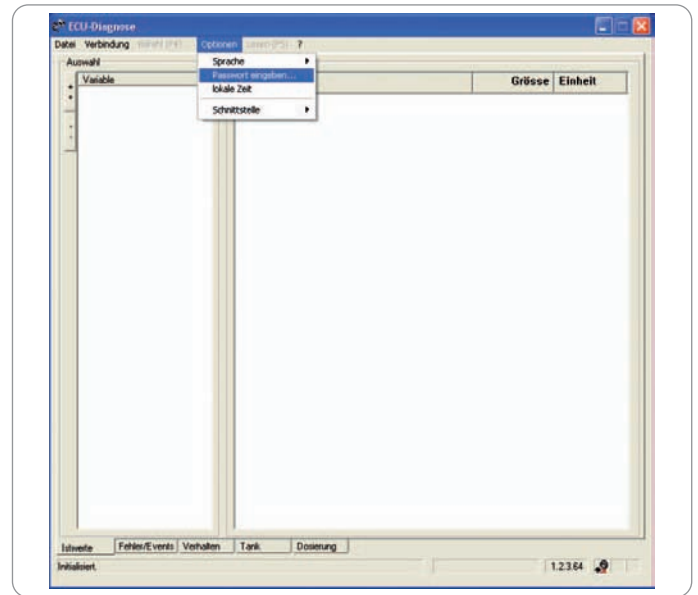 ECU-Diagnose
Datei Verbindung Optionen ?
Auswahl
Sprache
Passwort eingeben...
lokale Zeit
Schnittstelle
Variable
Grösse Einheit
Istwerte Fehler/Events Verhalten Tank Dosierung
Initialisiert. 1.2.3.64